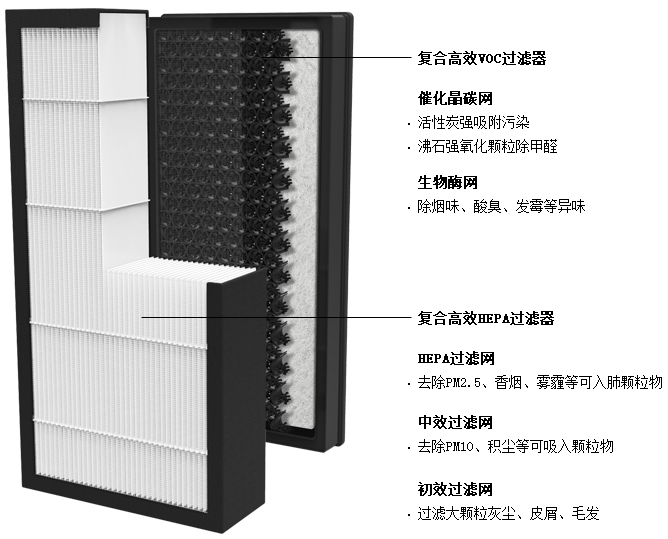 复合高效VOC过滤器
催化晶碳网
· 活性炭强吸附污染
· 沸石强氧化颗粒除甲醛
生物酶网
· 除烟味、酸臭、发霉等异味
复合高效HEPA过滤器
HEPA过滤网
· 去除PM2.5、香烟、雾霾等可入肺颗粒物
中效过滤网
· 去除PM10、积尘等可吸入颗粒物
初效过滤网
· 过滤大颗粒灰尘、皮屑、毛发